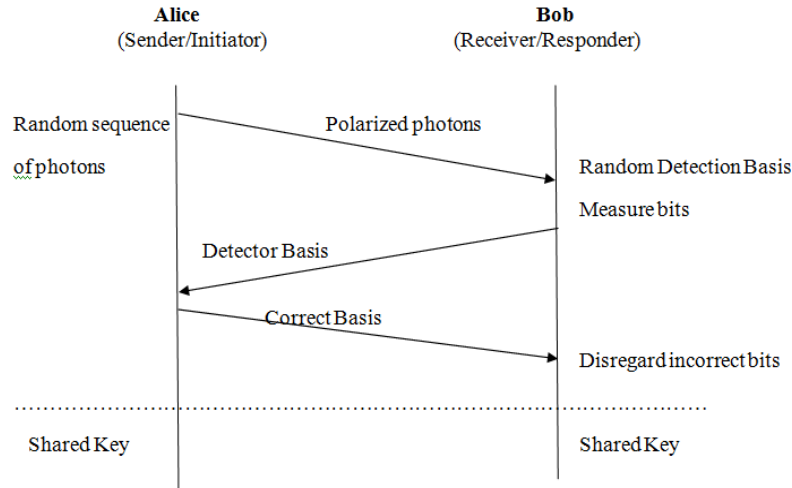 Alice
(Sender/Initiator)
Bob
(Receiver/Responder)
Random sequence
of photons
Polarized photons
Random Detection Basis
Measure bits
Detector Basis
Correct Basis
Disregard incorrect bits
Shared Key
Shared Key